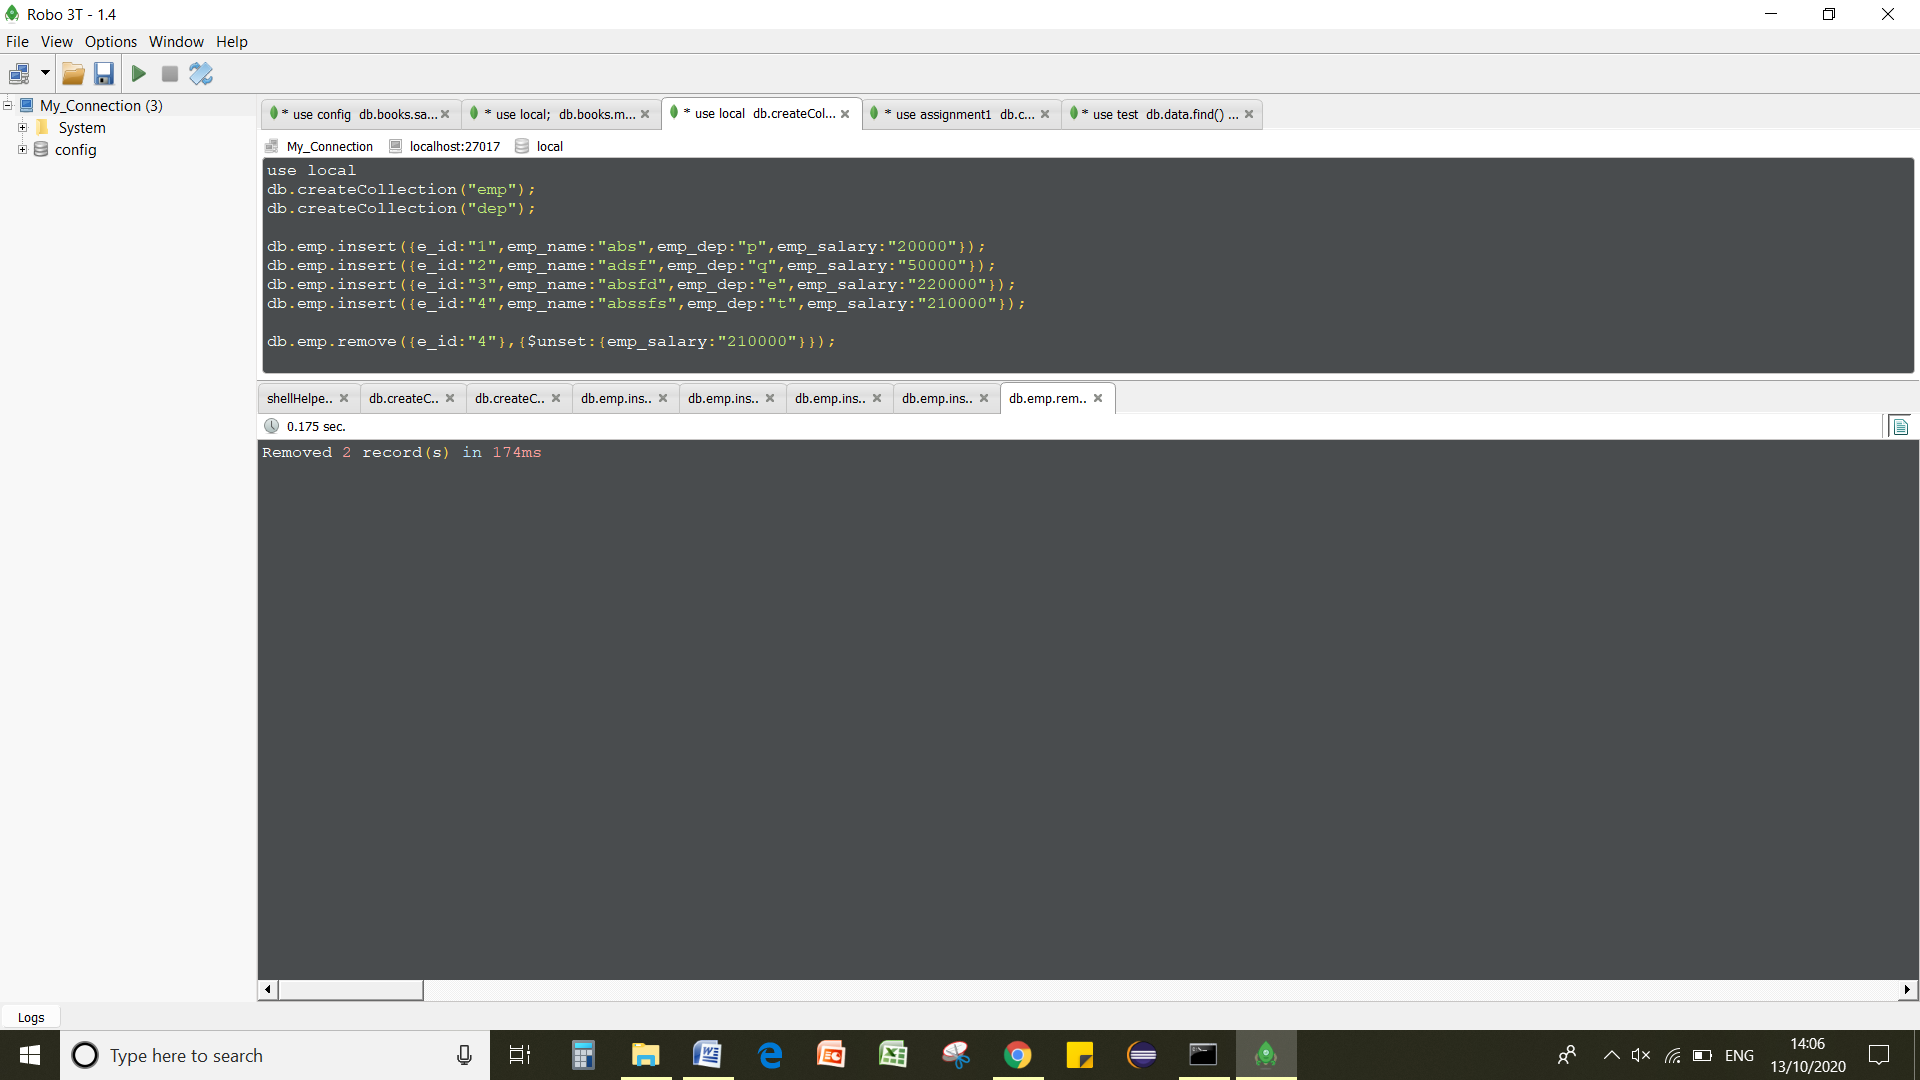 Robo 3T - 1.4
File View Options Window Help
My_Connection (3)
System
config
* use config db.books.sa...
* use local; db.books.m...
* use local db.createCol...
* use assignment1 db.c...
* use test db.data.find() ...
My_Connection localhost:27017 local
use local
db.createCollection("emp");
db.createCollection("dep");
db.emp.insert({e_id:"1",emp_name:"abs",emp_dep:"p",emp_salary:"20000"});
db.emp.insert({e_id:"2",emp_name:"adsf",emp_dep:"q",emp_salary:"50000"});
db.emp.insert({e_id:"3",emp_name:"absfd",emp_dep:"e",emp_salary:"220000"});
db.emp.insert({e_id:"4",emp_name:"abssfs",emp_dep:"t",emp_salary:"210000"});
db.emp.remove({e_id:"4"},{$unset:{emp_salary:"210000"}});
shellHelpe.. db.createC.. db.createC.. db.emp.ins.. db.emp.ins.. db.emp.ins.. db.emp.ins.. db.emp.rem..
0.175 sec.
Removed 2 record(s) in 174ms
Logs
Type here to search
ENG
14:06
13/10/2020